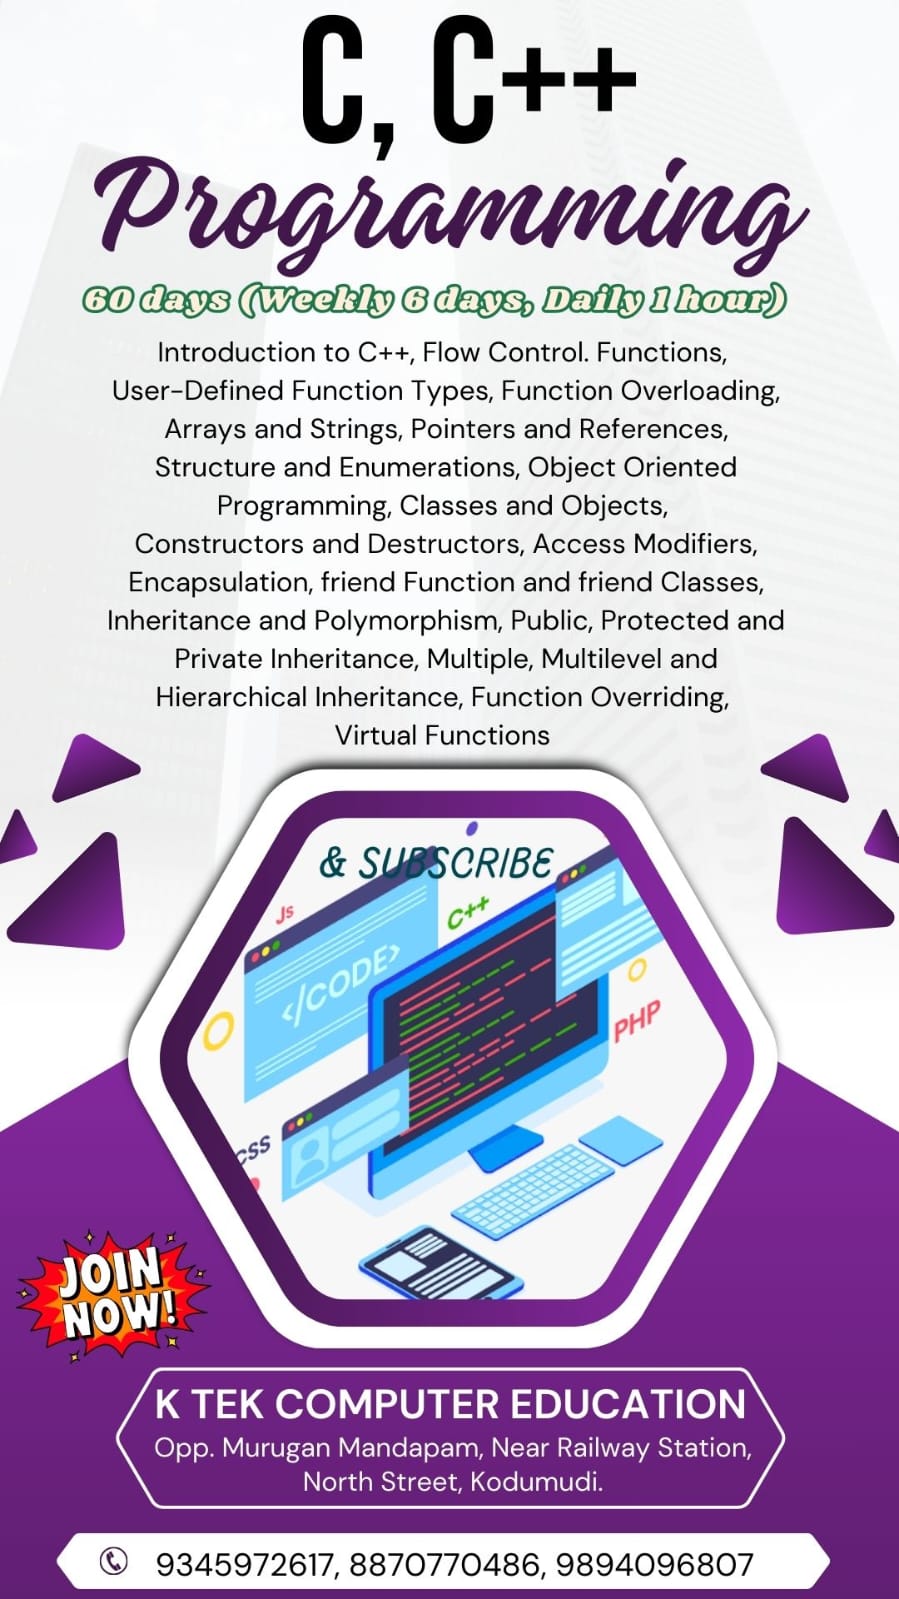 C, C++
Programming
60 days (Weekly 6 days, Daily 1 hour)
Introduction to C++, Flow Control. Functions,
User-Defined Function Types, Function Overloading,
Arrays and Strings, Pointers and References,
Structure and Enumerations, Object Oriented
Programming, Classes and Objects,
Constructors and Destructors, Access Modifiers,
Encapsulation, friend Function and friend Classes,
Inheritance and Polymorphism, Public, Protected and
Private Inheritance, Multiple, Multilevel and
Hierarchical Inheritance, Function Overriding,
Virtual Functions
& SUBSCRIBE
Js
C++
</CODE>
PHP
CSS
JOIN
NOW!
K TEK COMPUTER EDUCATION
Opp. Murugan Mandapam, Near Railway Station,
North Street, Kodumudi.
9345972617, 8870770486, 9894096807